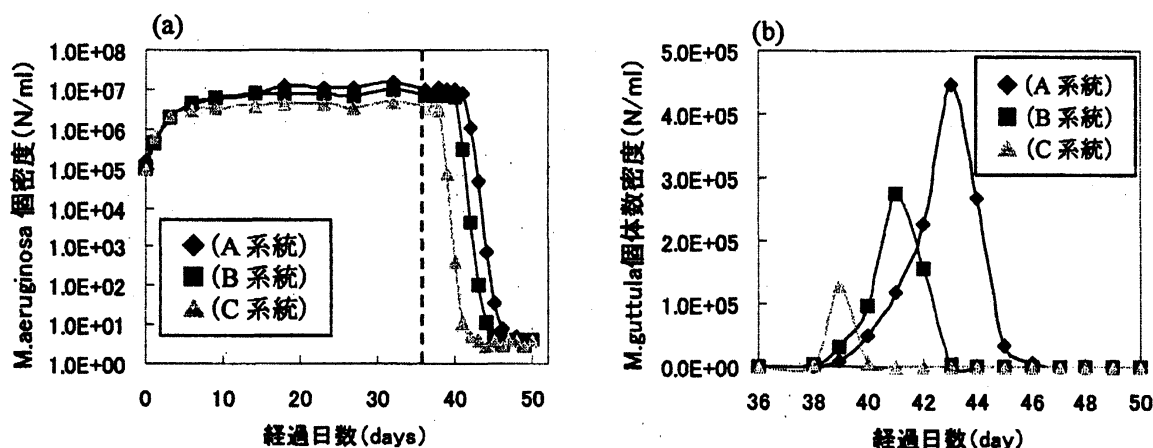 (a)
M.aeruginosa 個密度(N/ml)
1.0E+08
1.0E+07
1.0E+06
1.0E+05
1.0E+04
1.0E+03
1.0E+02
1.0E+01
1.0E+00
(A 系統)
(B 系統)
(C 系統)
0
10
20
30
40
50
経過日数(days)
(b)
M.guttula個体数密度(N/ml)
5.0E+05
4.0E+05
3.0E+05
2.0E+05
1.0E+05
0.0E+00
(A 系統)
(B 系統)
(C 系統)
36
38
40
42
43
44
46
48
50
経過日数(day)